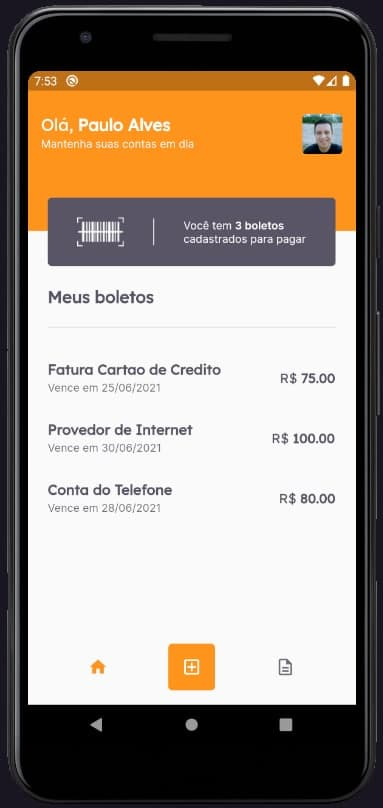 7:53
Olá, Paulo Alves
Mantenha suas contas em dia
Você tem 3 boletos
cadastrados para pagar
Meus boletos
Fatura Cartao de Credito
R$ 75.00
Vence em 25/06/2021
Provedor de Internet
R$ 100.00
Vence em 30/06/2021
Conta do Telefone
R$ 80.00
Vence em 28/06/2021